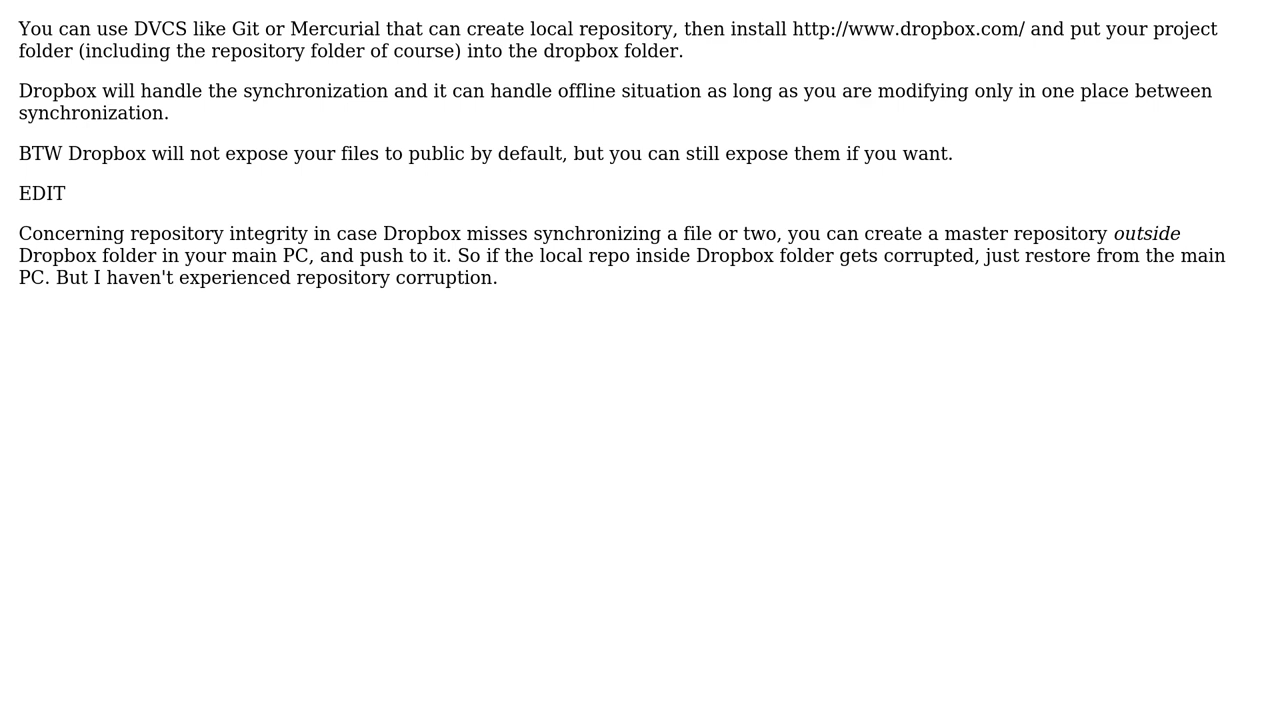 You can use DVCS like Git or Mercurial that can create local repository, then install http://www.dropbox.com/ and put your project
folder (including the repository folder of course) into the dropbox folder.
Dropbox will handle the synchronization and it can handle offline situation as long as you are modifying only in one place between
synchronization.
BTW Dropbox will not expose your files to public by default, but you can still expose them if you want.
EDIT
Concerning repository integrity in case Dropbox misses synchronizing a file or two, you can create a master repository outside
Dropbox folder in your main PC, and push to it. So if the local repo inside Dropbox folder gets corrupted, just restore from the main
PC. But I haven't experienced repository corruption.